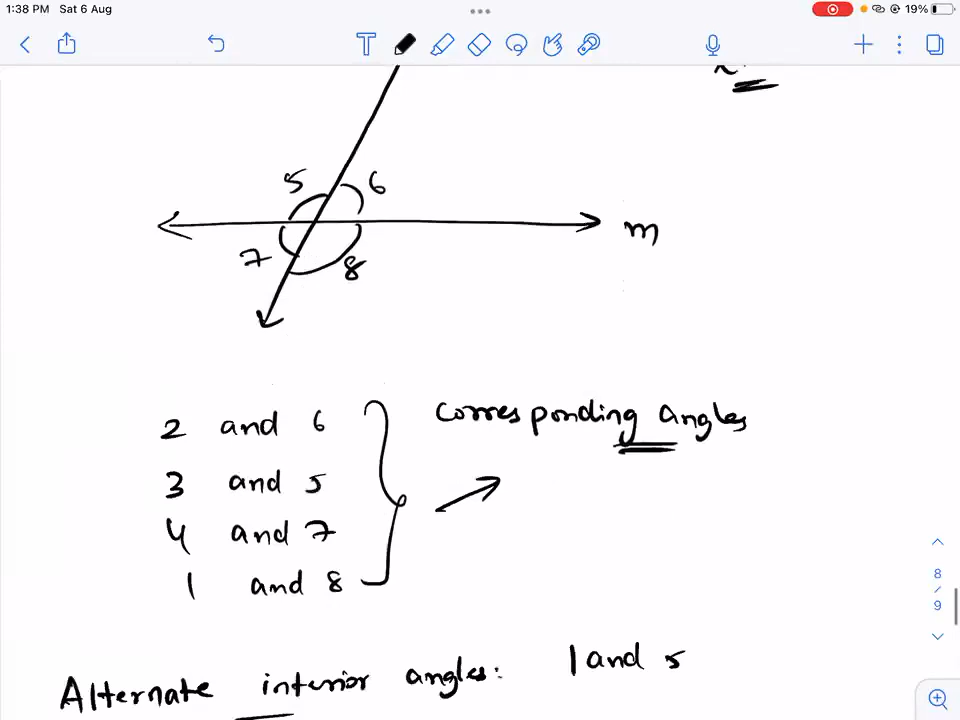 1:38 PM Sat 6 Aug
19%
T
5 6
m
7 8
2 and 6
corresponding angles
3 and 5
4 and 7
1 and 8
8
/
9
Alternate interior angles: 1 and 5